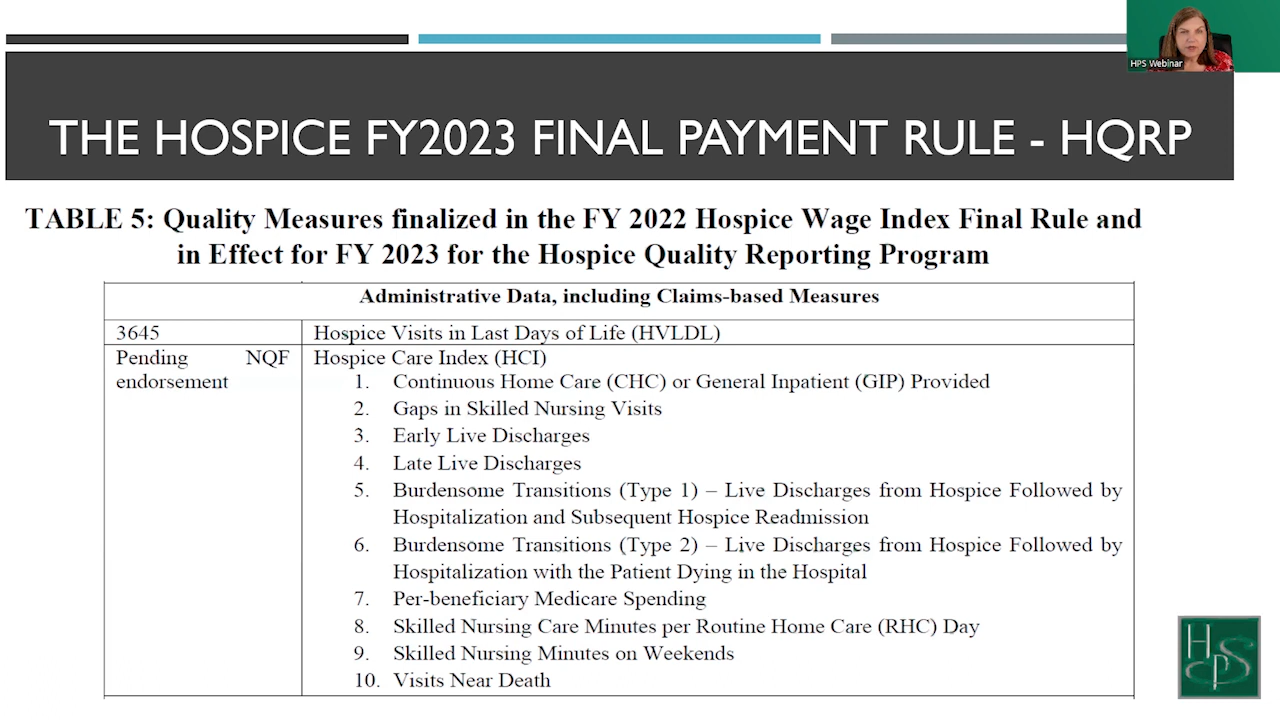 HPS Webinar
THE HOSPICE FY2023 FINAL PAYMENT RULE - HQRP
TABLE 5: Quality Measures finalized in the FY 2022 Hospice Wage Index Final Rule and
in Effect for FY 2023 for the Hospice Quality Reporting Program
Administrative Data, including Claims-based Measures
3645 Hospice Visits in Last Days of Life (HVLDL)
Pending NQF Hospice Care Index (HCI)
endorsement 1. Continuous Home Care (CHC) or General Inpatient (GIP) Provided
2. Gaps in Skilled Nursing Visits
3. Early Live Discharges
4. Late Live Discharges
5. Burdensome Transitions (Type 1) – Live Discharges from Hospice Followed by
Hospitalization and Subsequent Hospice Readmission
6. Burdensome Transitions (Type 2) – Live Discharges from Hospice Followed by
Hospitalization with the Patient Dying in the Hospital
7. Per-beneficiary Medicare Spending
8. Skilled Nursing Care Minutes per Routine Home Care (RHC) Day
9. Skilled Nursing Minutes on Weekends
10. Visits Near Death
HPS